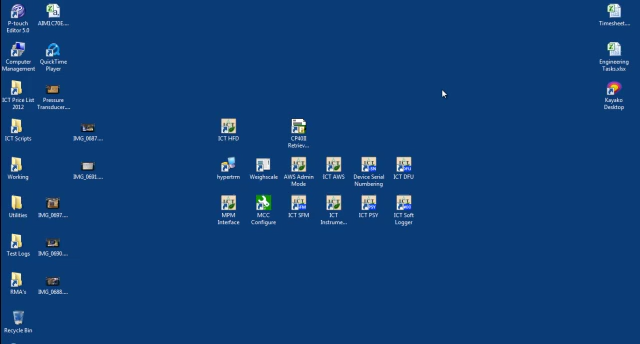 P-touch
Editor 5.0
AIM1C70E...
Timesheet...
Computer
Management
QuickTime
Player
Engineering
Tasks.xlsx
ICT Price List
2012
Pressure
Transducer...
Kayako
Desktop
ICT Scripts
IMG_0687...
ICT HFD
CP408
Retriev...
Working
IMG_0691...
hypertrm
Weighscale
AWS Admin
Mode
ICT AWS
Device Serial
Numbering
ICT DFU
Utilities
IMG_0697...
MPM
Interface
MCC
Configure
ICT SFM
ICT
Instrume...
ICT PSY
ICT Soft
Logger
Test Logs
IMG_0690...
RMA's
IMG_0688...
Recycle Bin